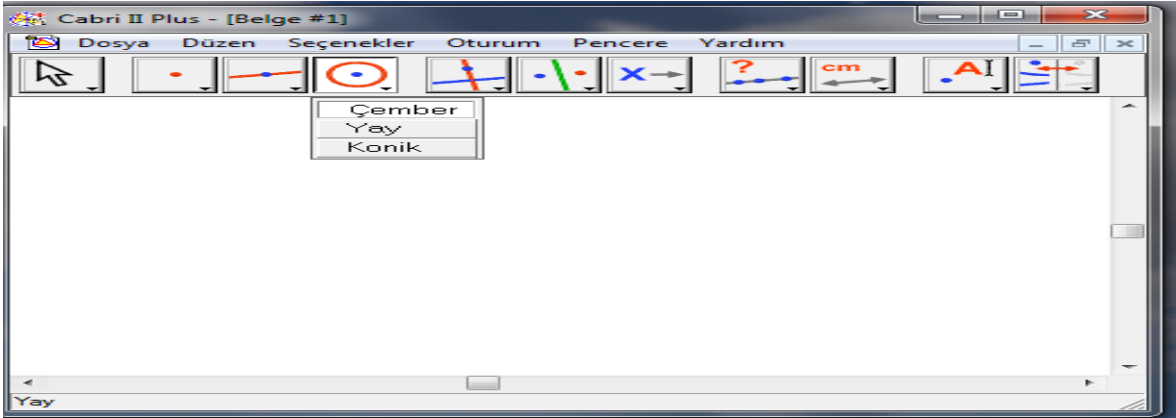 Cabri II Plus - [Belge #1]
Dosya Düzen Seçenekler Oturum Pencere Yardım
? cm A
Çember
Yay
Konik
Yay